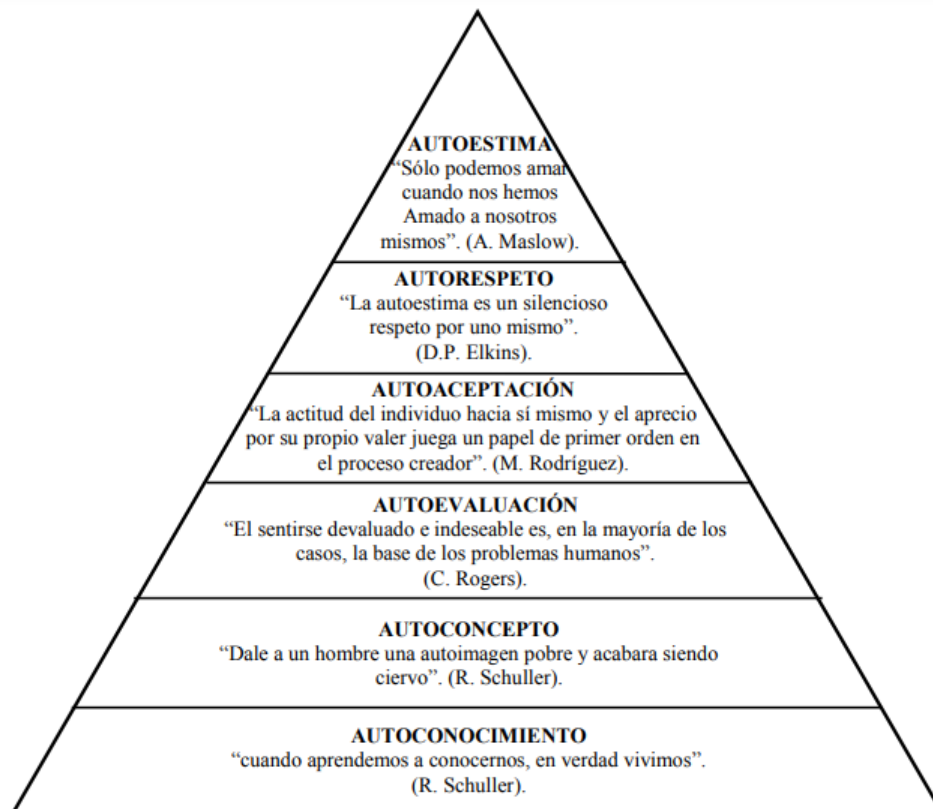 AUTOESTIMA
“Sólo podemos amar
cuando nos hemos
Amado a nosotros
mismos”. (A. Maslow).
AUTORESPETO
“La autoestima es un silencioso
respeto por uno mismo”.
(D.P. Elkins).
AUTOACEPTACIÓN
“La actitud del individuo hacia sí mismo y el aprecio
por su propio valer juega un papel de primer orden en
el proceso creador”. (M. Rodríguez).
AUTOEVALUACIÓN
“El sentirse devaluado e indeseable es, en la mayoría de los
casos, la base de los problemas humanos”.
(C. Rogers).
AUTOCONCEPTO
“Dale a un hombre una autoimagen pobre y acabara siendo
ciervo”. (R. Schuller).
AUTOCONOCIMIENTO
“cuando aprendemos a conocernos, en verdad vivimos”.
(R. Schuller).